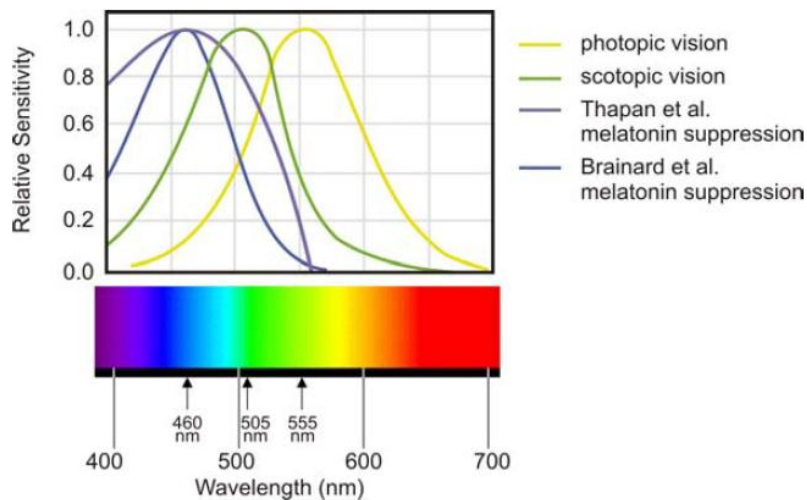 1.0
0.8
0.6
0.4
0.2
0.0
Relative Sensitivity
photopic vision
scotopic vision
Thapan et al.
melatonin suppression
Brainard et al.
melatonin suppression
460
nm
505
nm
555
nm
400
500
600
700
Wavelength (nm)